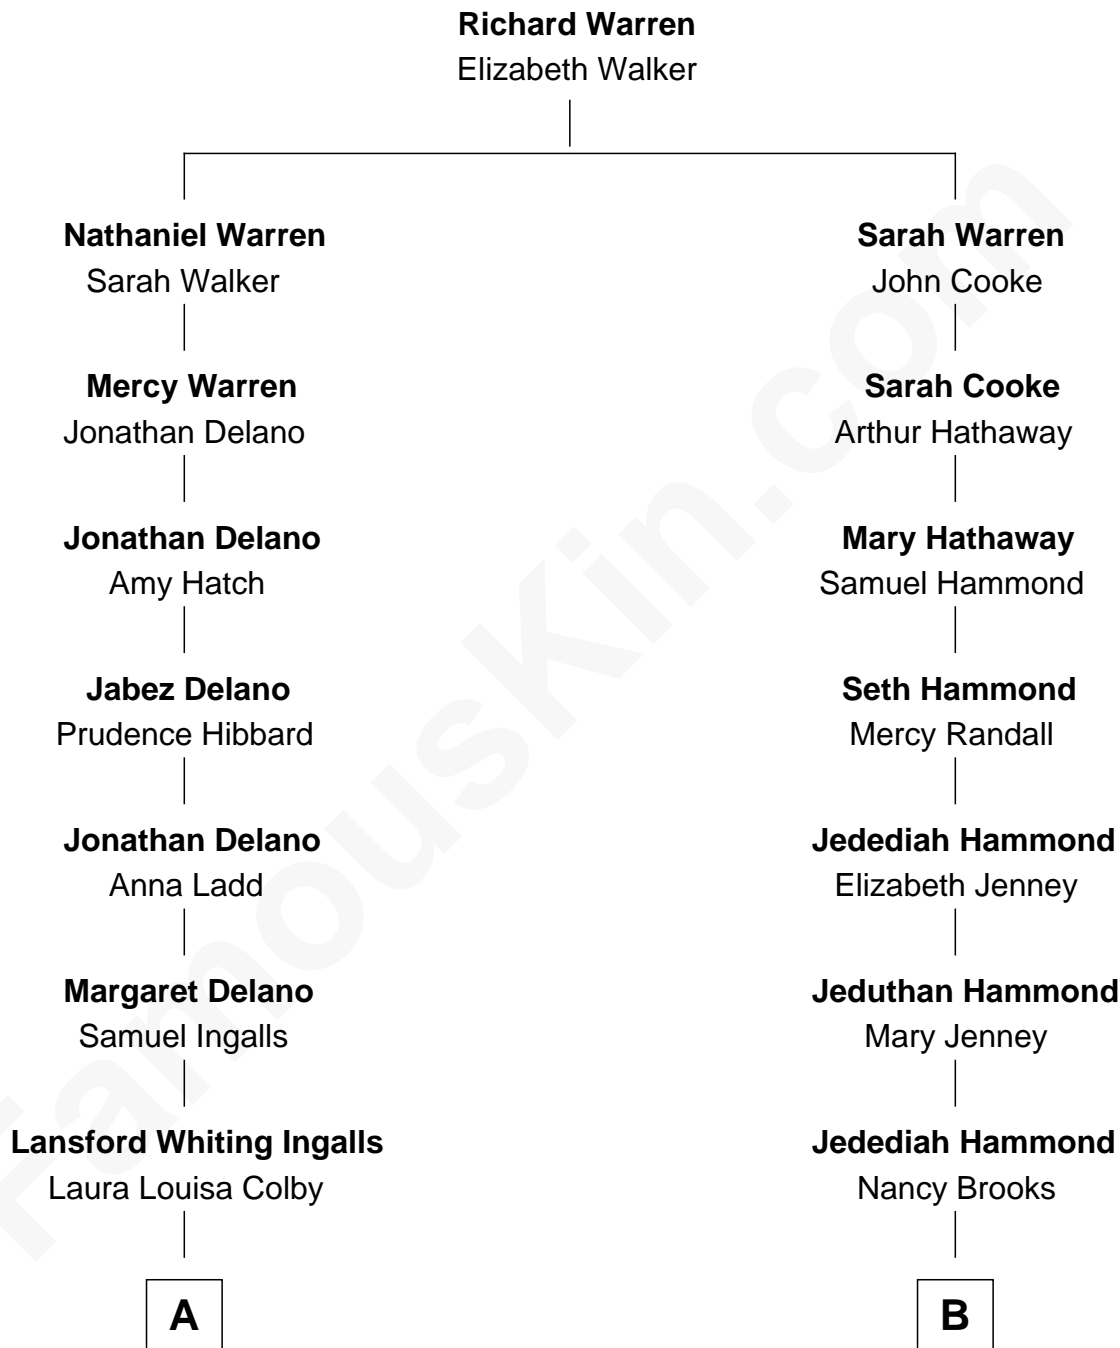 Richard Warren
Elizabeth Walker
Nathaniel Warren
Sarah Walker
Mercy Warren
Jonathan Delano
Jonathan Delano
Amy Hatch
Jabez Delano
Prudence Hibbard
Jonathan Delano
Anna Ladd
Margaret Delano
Samuel Ingalls
Lansford Whiting Ingalls
Laura Louisa Colby
A
Sarah Warren
John Cooke
Sarah Cooke
Arthur Hathaway
Mary Hathaway
Samuel Hammond
Seth Hammond
Mercy Randall
Jedediah Hammond
Elizabeth Jenney
Jeduthan Hammond
Mary Jenney
Jedediah Hammond
Nancy Brooks
B
FamousKin.com